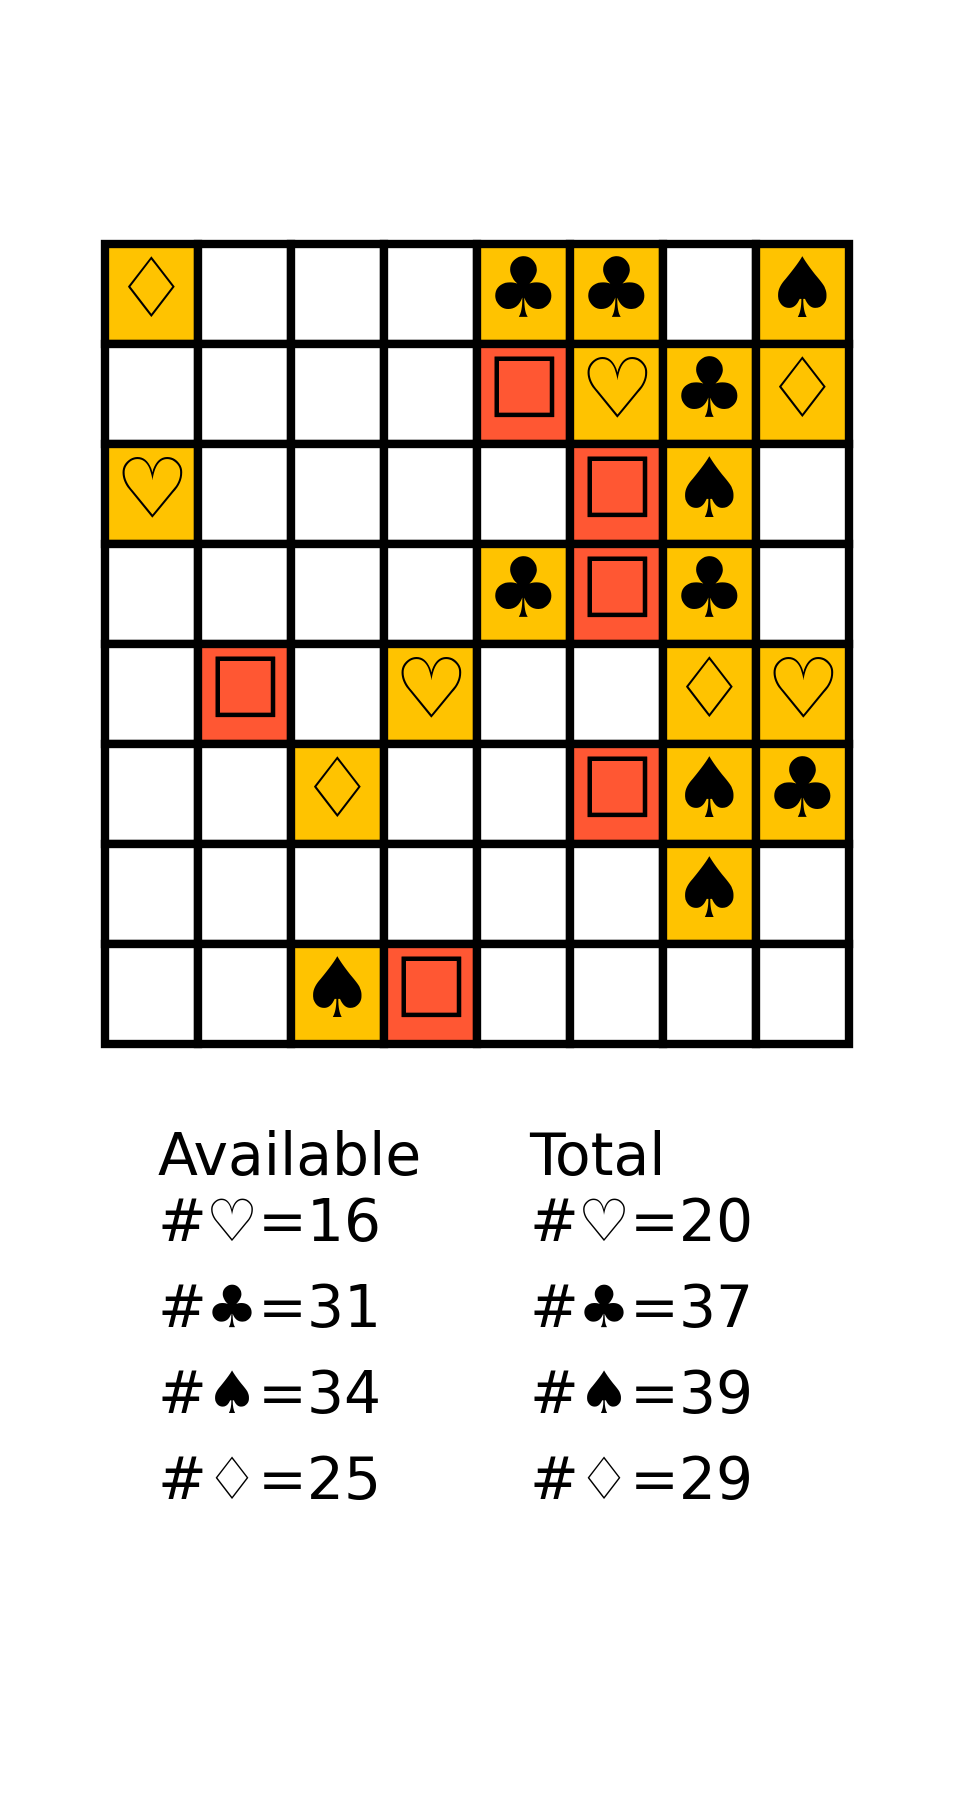 ♢ ♣ ♣ ♠
□ ♡ ♣ ♢
♡ □ ♠
♣ □ ♣
□ ♡ ♢ ♡
♢ □ ♠ ♣
♠
♠ □
Available Total
#♡=16 #♡=20
#♣=31 #♣=37
#♠=34 #♠=39
#♢=25 #♢=29